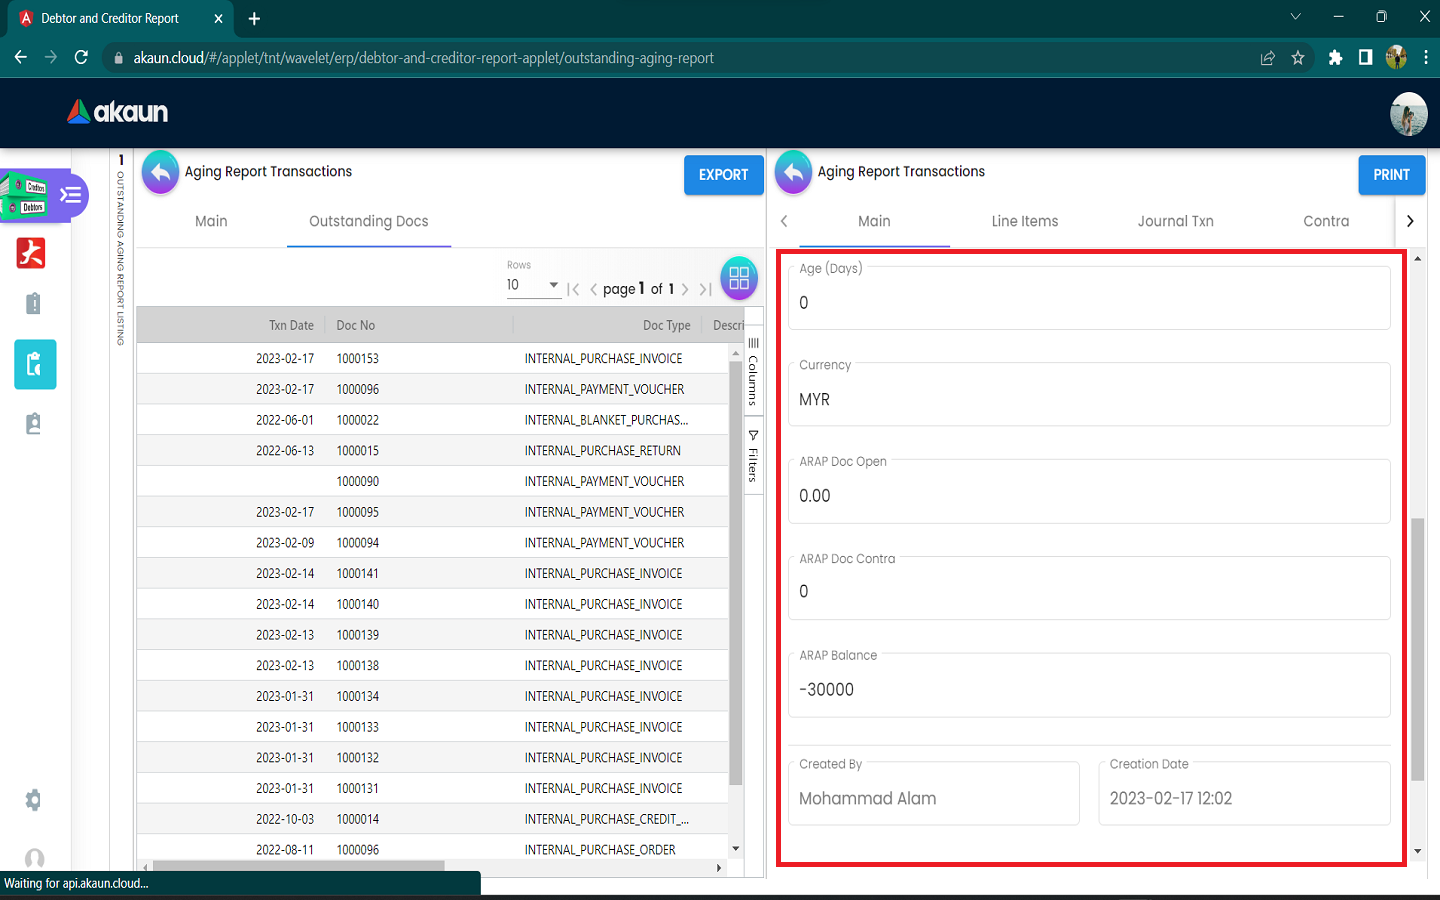 Debtor and Creditor Report
akaun.cloud/#/applet/tnt/wavelet/erp/debtor-and-creditor-report-applet/outstanding-aging-report
akaun
Creditors
Debtors
1 OUTSTANDING AGING REPORT LISTING
Aging Report Transactions
EXPORT
Main Outstanding Docs
Rows
10 page 1 of 1
Txn Date Doc No Doc Type Descri
2023-02-17 1000153 INTERNAL_PURCHASE_INVOICE
2023-02-17 1000096 INTERNAL_PAYMENT_VOUCHER
2022-06-01 1000022 INTERNAL_BLANKET_PURCHAS...
2022-06-13 1000015 INTERNAL_PURCHASE_RETURN
1000090 INTERNAL_PAYMENT_VOUCHER
2023-02-17 1000095 INTERNAL_PAYMENT_VOUCHER
2023-02-09 1000094 INTERNAL_PAYMENT_VOUCHER
2023-02-14 1000141 INTERNAL_PURCHASE_INVOICE
2023-02-14 1000140 INTERNAL_PURCHASE_INVOICE
2023-02-13 1000139 INTERNAL_PURCHASE_INVOICE
2023-02-13 1000138 INTERNAL_PURCHASE_INVOICE
2023-01-31 1000134 INTERNAL_PURCHASE_INVOICE
2023-01-31 1000133 INTERNAL_PURCHASE_INVOICE
2023-01-31 1000132 INTERNAL_PURCHASE_INVOICE
2023-01-31 1000131 INTERNAL_PURCHASE_INVOICE
2022-10-03 1000014 INTERNAL_PURCHASE_CREDIT_...
2022-08-11 1000096 INTERNAL_PURCHASE_ORDER
Columns
Filters
Aging Report Transactions
PRINT
Main Line Items Journal Txn Contra
Age (Days)
0
Currency
MYR
ARAP Doc Open
0.00
ARAP Doc Contra
0
ARAP Balance
-30000
Created By
Mohammad Alam
Creation Date
2023-02-17 12:02
Waiting for api.akaun.cloud...